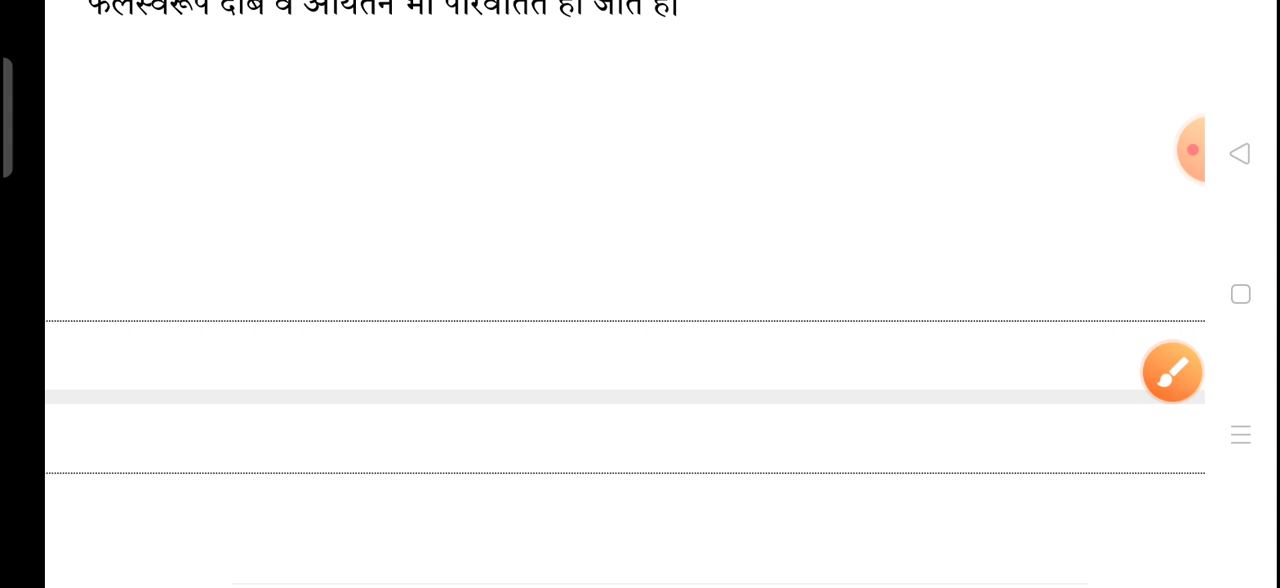 फलस्वरूप दाब व आयतन भी परिवर्तित हो जाते हैं।